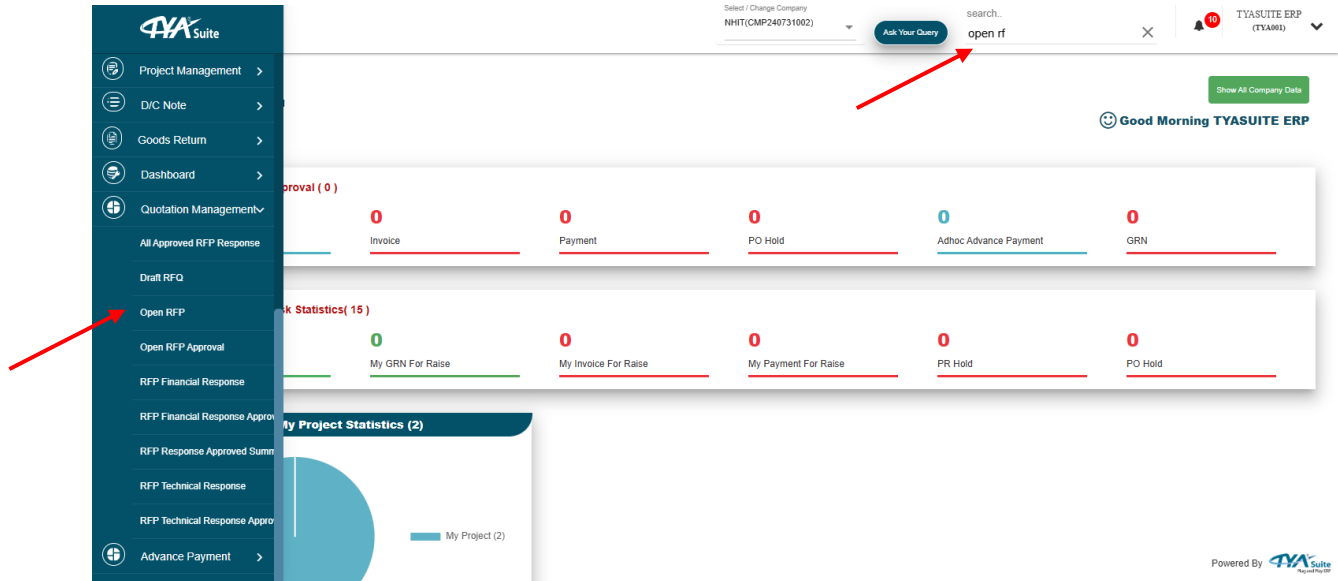 TYA Suite
Select / Change Company
NHIT(CMP240731002)
Ask Your Query
search..
open rf
10
TYASUITE ERP
(TYA001)
Show All Company Data
Good Morning TYASUITE ERP
Project Management
D/C Note
Goods Return
Dashboard
Quotation Management
All Approved RFP Response
Draft RFQ
Open RFP
Open RFP Approval
RFP Financial Response
RFP Financial Response Approv
RFP Response Approved Summ
RFP Technical Response
RFP Technical Response Appro
Advance Payment
proval ( 0 )
0 0 0 0 0
Invoice Payment PO Hold Adhoc Advance Payment GRN
sk Statistics( 15 )
0 0 0 0 0
My GRN For Raise My Invoice For Raise My Payment For Raise PR Hold PO Hold
My Project Statistics (2)
My Project (2)
Powered By TYA Suite
Plug and Play ERP